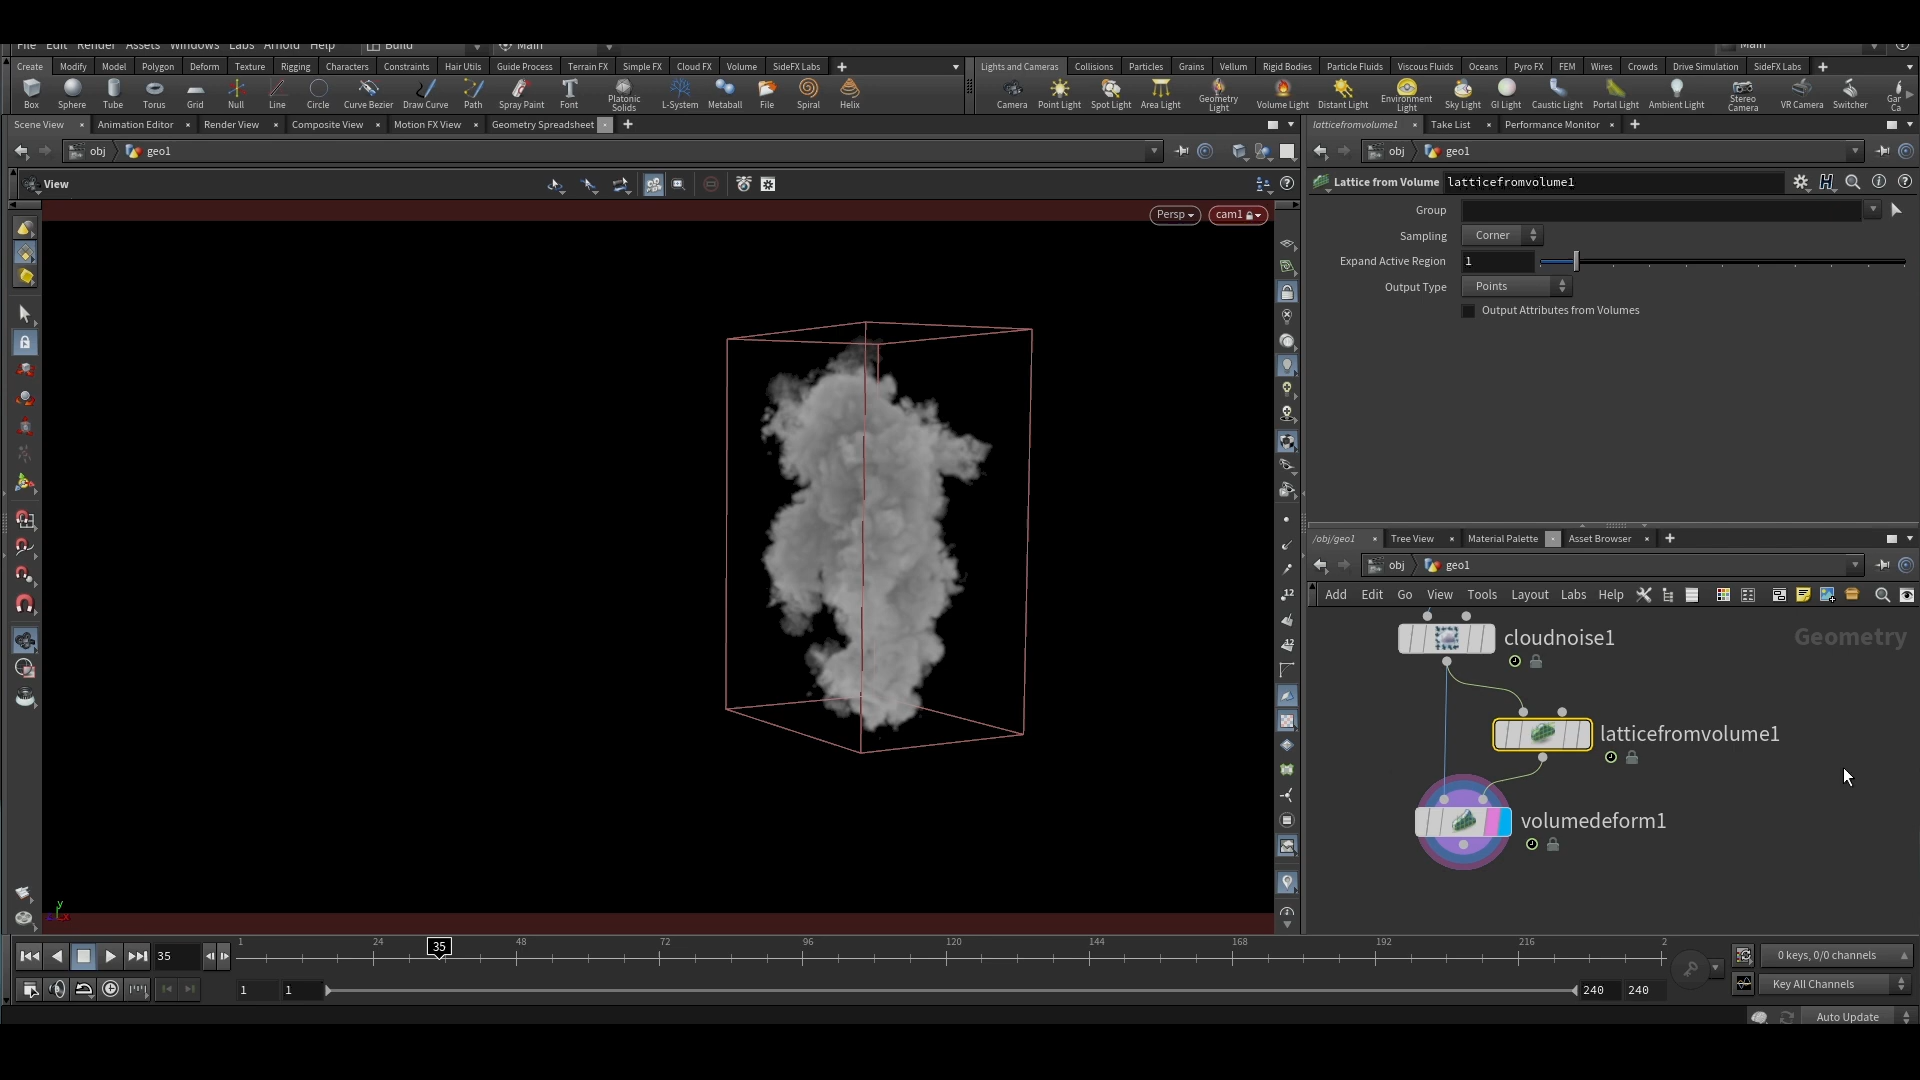 File Edit Render Assets Windows Labs Arnold Help Build Main Main
Create Modify Model Polygon Deform Texture Rigging Characters Constraints Hair Utils Guide Process Terrain FX Simple FX Cloud FX Volume SideFX Labs
Lights and Cameras Collisions Particles Grains Vellum Rigid Bodies Particle Fluids Viscous Fluids Oceans Pyro FX FEM Wires Crowds Drive Simulation SideFX Labs
Box Sphere Tube Torus Grid Null Line Circle Curve Bezier Draw Curve Path Spray Paint Font Platonic Solids L-System Metaball File Spiral Helix
Camera Point Light Spot Light Area Light Geometry Light Volume Light Distant Light Environment Light Sky Light GI Light Caustic Light Portal Light Ambient Light Stereo Camera VR Camera Switcher Gar Ca
Scene View Animation Editor Render View Composite View Motion FX View Geometry Spreadsheet
latticefromvolume1 Take List Performance Monitor
obj geo1
obj geo1
View
Lattice from Volume latticefromvolume1
Persp cam1
Group
Sampling Corner
Expand Active Region 1
Output Type Points
Output Attributes from Volumes
/obj/geo1 Tree View Material Palette Asset Browser
obj geo1
Add Edit Go View Tools Layout Labs Help
Geometry
cloudnoise1
latticefromvolume1
volumedeform1
12
y
x
35
1 24 35 48 72 96 120 144 168 192 216 2
0 keys, 0/0 channels
1 1 240 240
Key All Channels
Auto Update